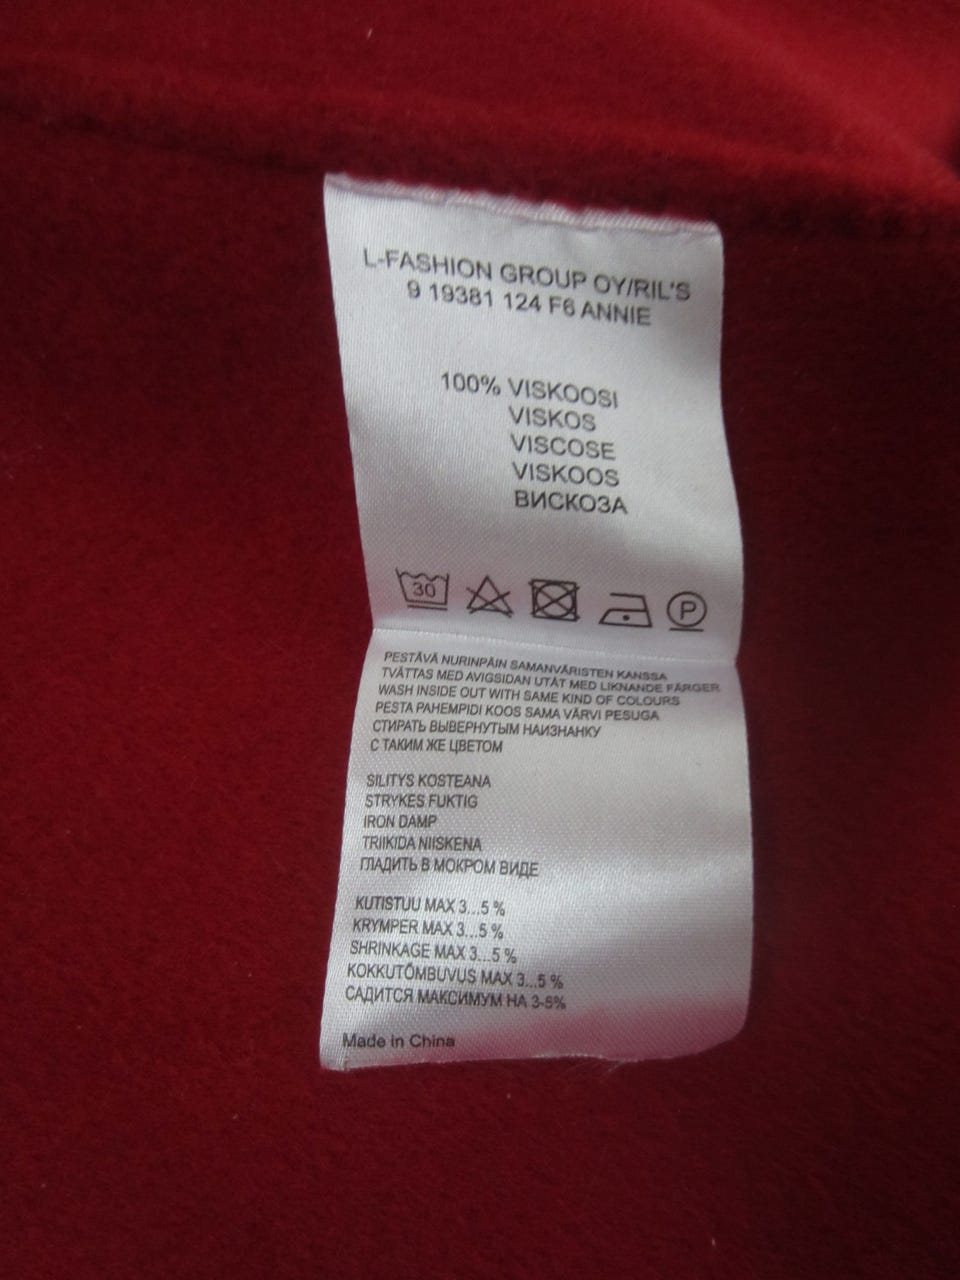 L-FASHION GROUP OY/RIL'S
9 19381 124 F6 ANNIE
100% VISKOOSI
VISKOS
VISCOSE
VISKOOS
ВИСКОЗА
30
P
PESTÄVÄ NURINPÄIN SAMANVÄRISTEN KANSSA
TVÄTTAS MED AVIGSIDAN UTÅT MED LIKNANDE FÄRGER
WASH INSIDE OUT WITH SAME KIND OF COLOURS
PESTA PAHEMPIDI KOOS SAMA VÄRVI PESUGA
СТИРАТЬ ВЫВЕРНУТЫМ НАИЗНАНКУ
С ТАКИМ ЖЕ ЦВЕТОМ
SILITYS KOSTEANA
STRYKES FUKTIG
IRON DAMP
TRIIKIDA NIISKENA
ГЛАДИТЬ В МОКРОМ ВИДЕ
KUTISTUU MAX 3...5 %
KRYMPER MAX 3...5 %
SHRINKAGE MAX 3...5 %
KOKKUTÕMBUVUS MAX 3...5 %
САДИТСЯ МАКСИМУМ НА 3-5%
Made in China